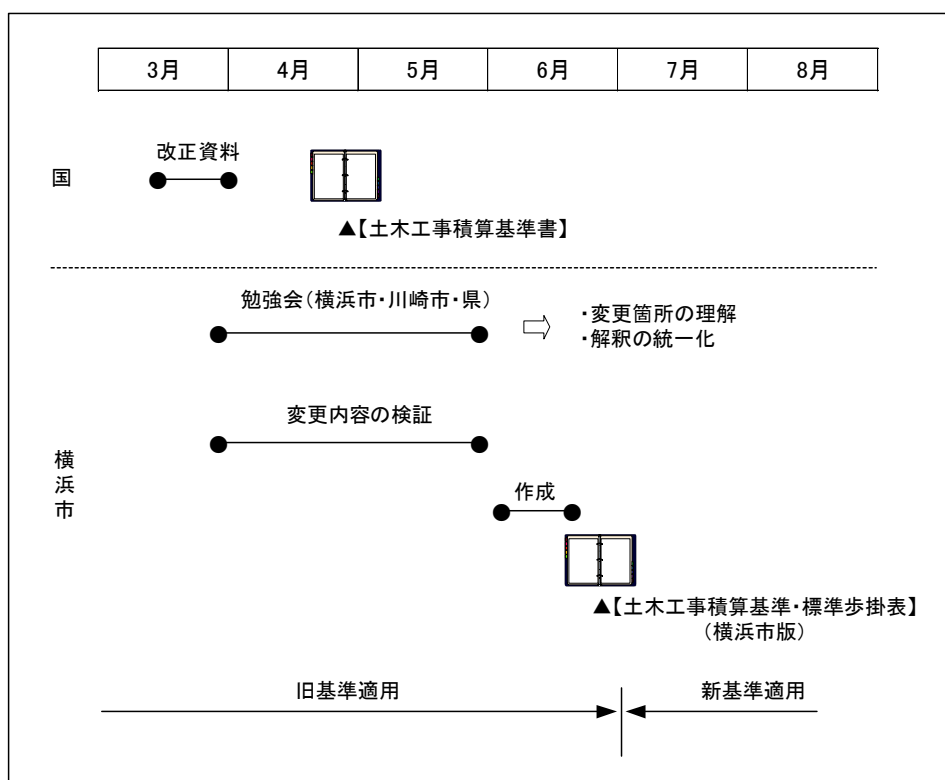 3月 4月 5月 6月 7月 8月
国
改正資料
▲【土木工事積算基準書】
横浜市
勉強会(横浜市・川崎市・県)
・変更箇所の理解
・解釈の統一化
変更内容の検証
作成
▲【土木工事積算基準・標準歩掛表】
(横浜市版)
旧基準適用
新基準適用